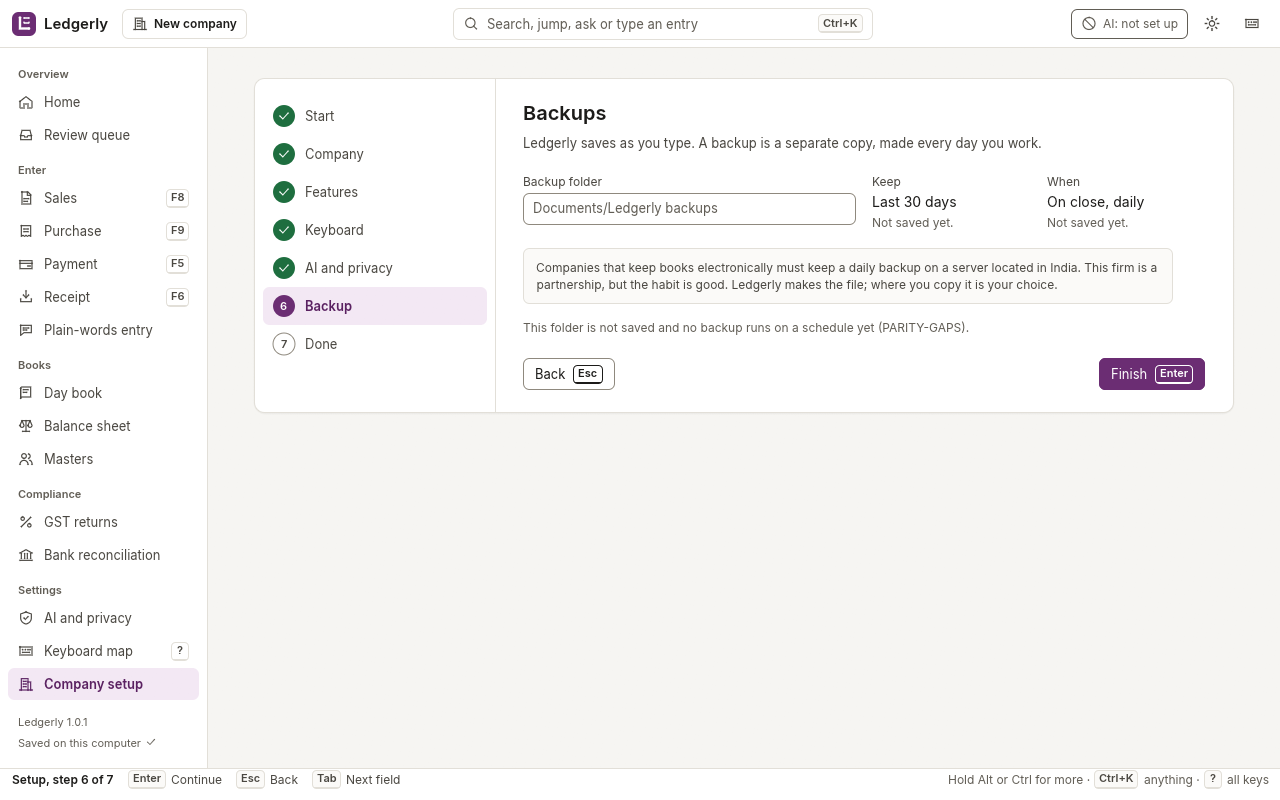 Ledgerly
New company
Search, jump, ask or type an entry
Ctrl+K
AI: not set up
Overview
Home
Review queue
Enter
Sales F8
Purchase F9
Payment F5
Receipt F6
Plain-words entry
Books
Day book
Balance sheet
Masters
Compliance
GST returns
Bank reconciliation
Settings
AI and privacy
Keyboard map ?
Company setup
Ledgerly 1.0.1
Saved on this computer
Start
Company
Features
Keyboard
AI and privacy
6 Backup
7 Done
Backups
Ledgerly saves as you type. A backup is a separate copy, made every day you work.
Backup folder
Documents/Ledgerly backups
Keep
Last 30 days
Not saved yet.
When
On close, daily
Not saved yet.
Companies that keep books electronically must keep a daily backup on a server located in India. This firm is a
partnership, but the habit is good. Ledgerly makes the file; where you copy it is your choice.
This folder is not saved and no backup runs on a schedule yet (PARITY-GAPS).
Back Esc
Finish Enter
Setup, step 6 of 7 Enter Continue Esc Back Tab Next field
Hold Alt or Ctrl for more · Ctrl+K anything · ? all keys